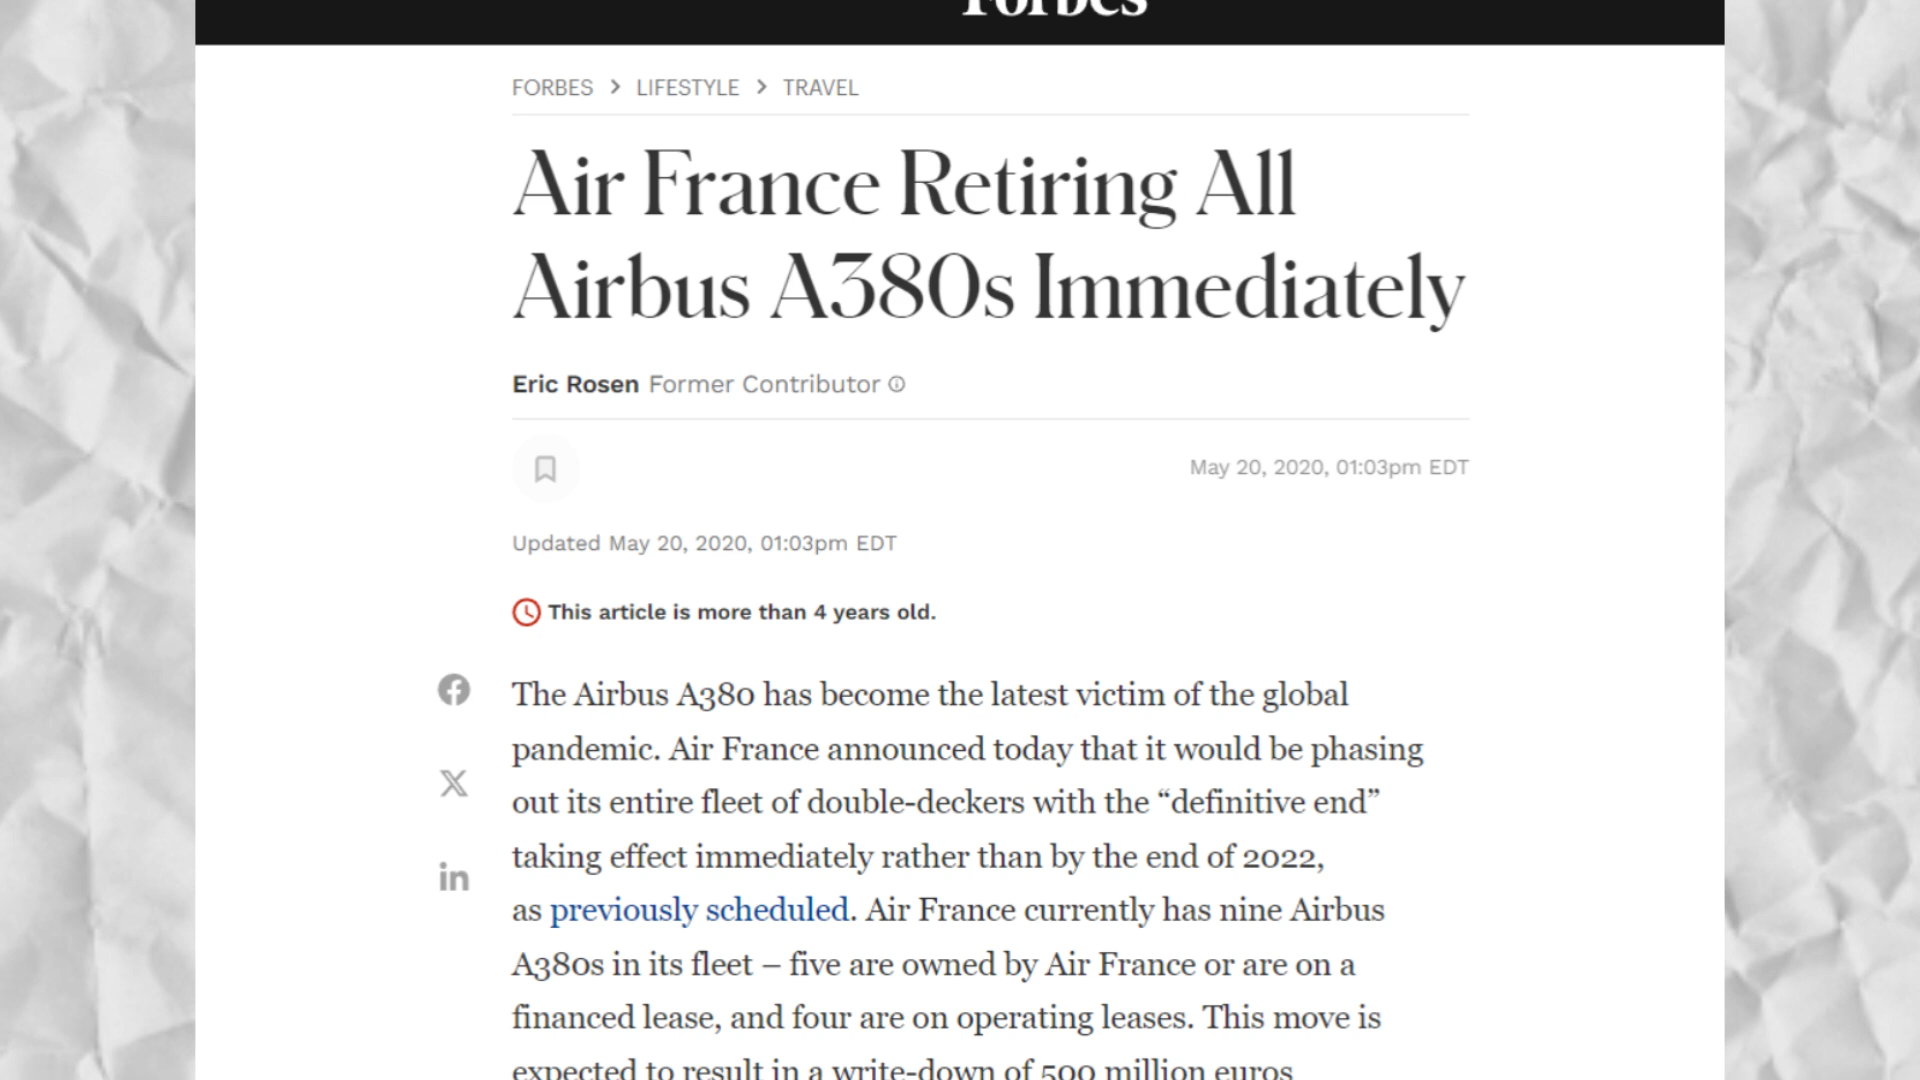 Forbes
FORBES > LIFESTYLE > TRAVEL
Air France Retiring All
Airbus A380s Immediately
Eric Rosen Former Contributor
May 20, 2020, 01:03pm EDT
Updated May 20, 2020, 01:03pm EDT
This article is more than 4 years old.
The Airbus A380 has become the latest victim of the global
pandemic. Air France announced today that it would be phasing
out its entire fleet of double-deckers with the “definitive end”
taking effect immediately rather than by the end of 2022,
as previously scheduled. Air France currently has nine Airbus
A380s in its fleet – five are owned by Air France or are on a
financed lease, and four are on operating leases. This move is
expected to result in a write-down of 500 million euros